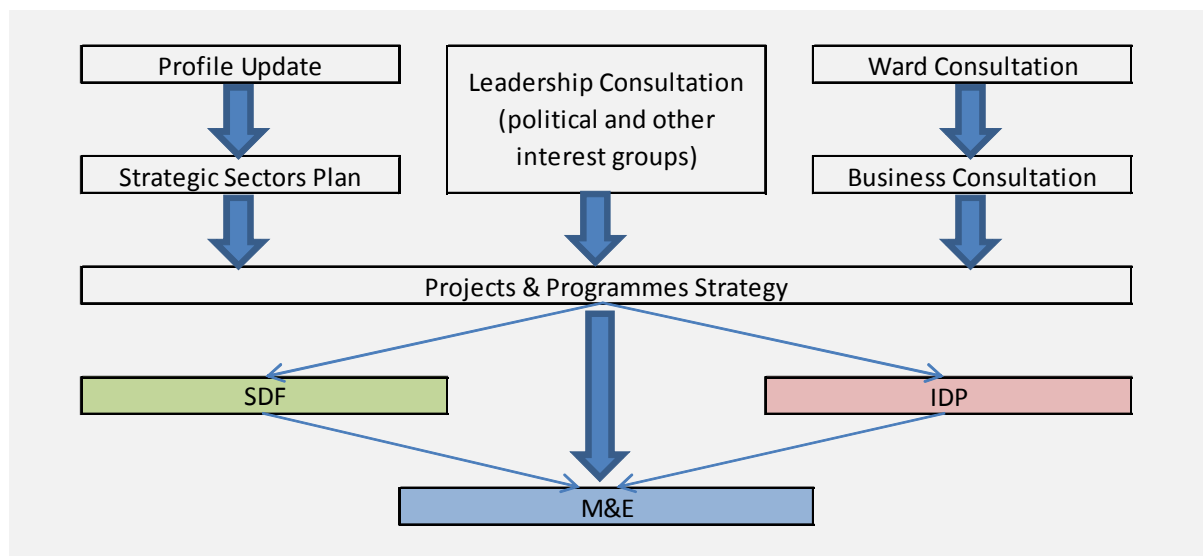 Profile Update
Leadership Consultation
(political and other
interest groups)
Ward Consultation
Strategic Sectors Plan
Business Consultation
Projects & Programmes Strategy
SDF
IDP
M&E